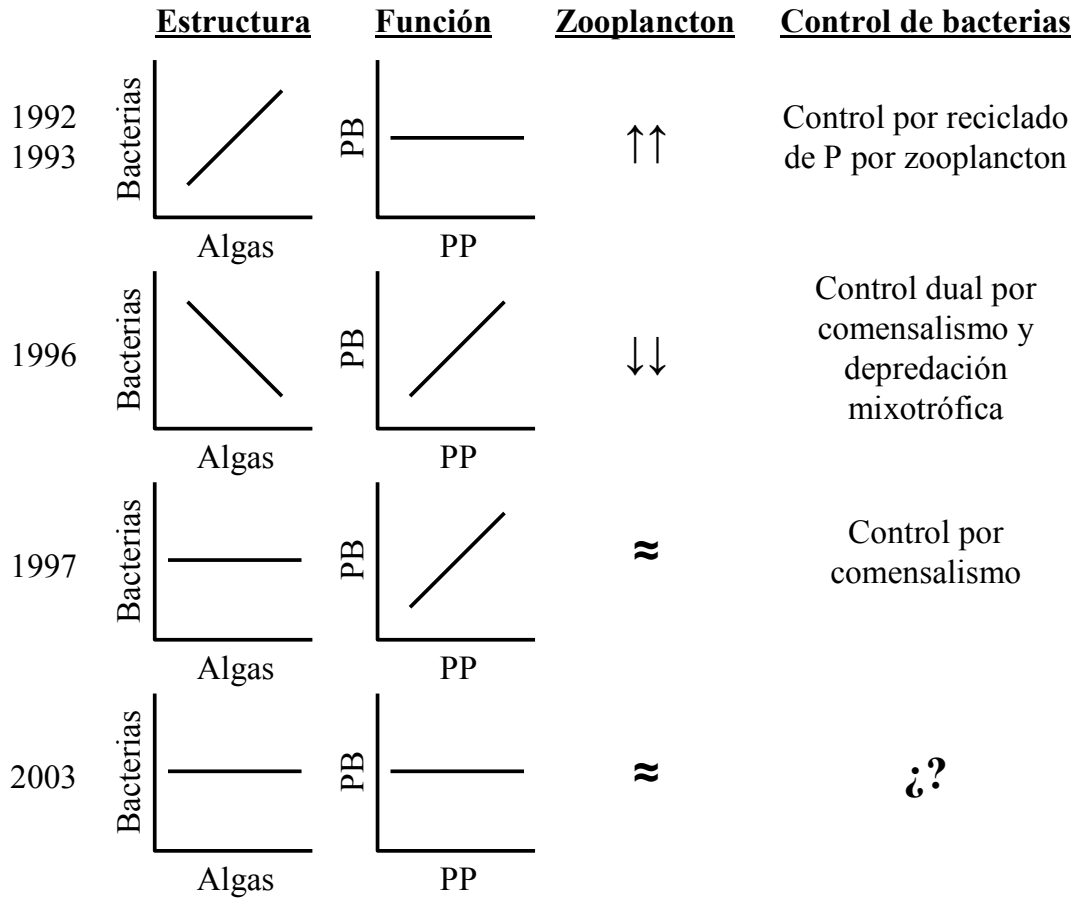 Estructura Función Zooplancton Control de bacterias
1992
1993
Bacterias
Algas
PB
PP
↑↑
Control por reciclado
de P por zooplancton
1996
Bacterias
Algas
PB
PP
↓↓
Control dual por
comensalismo y
depredación
mixotrófica
1997
Bacterias
Algas
PB
PP
≈
Control por
comensalismo
2003
Bacterias
Algas
PB
PP
≈
¿?